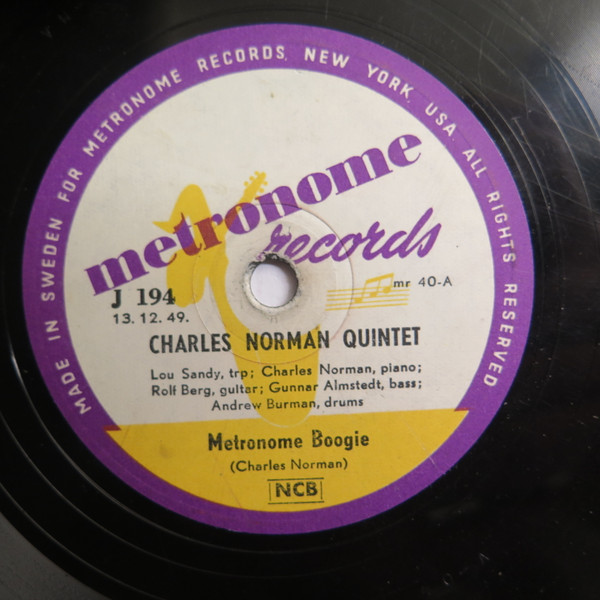 MADE IN SWEDEN FOR METRONOME RECORDS, NEW YORK, USA ALL RIGHTS RESERVED
metronome
records
J 194
mr 40-A
13.12.49.
CHARLES NORMAN QUINTET
Lou Sandy, trp; Charles Norman, piano;
Rolf Berg, guitar; Gunnar Almstedt, bass;
Andrew Burman, drums
Metronome Boogie
(Charles Norman)
NCB